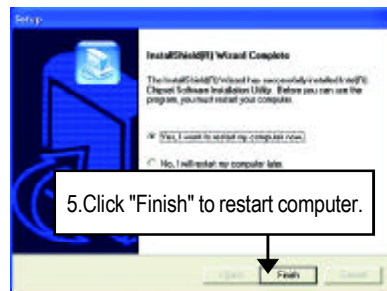 Setup
InstallShield(R) Wizard Complete
The InstallShield(R) Wizard has successfully installed Intel(R)
Chipset Software Installation Utility. Before you can use the
program, you must restart your computer.
Yes, I want to restart my computer now.
No, I will restart my computer later.
5.Click "Finish" to restart computer.
< Back
Finish
Cancel